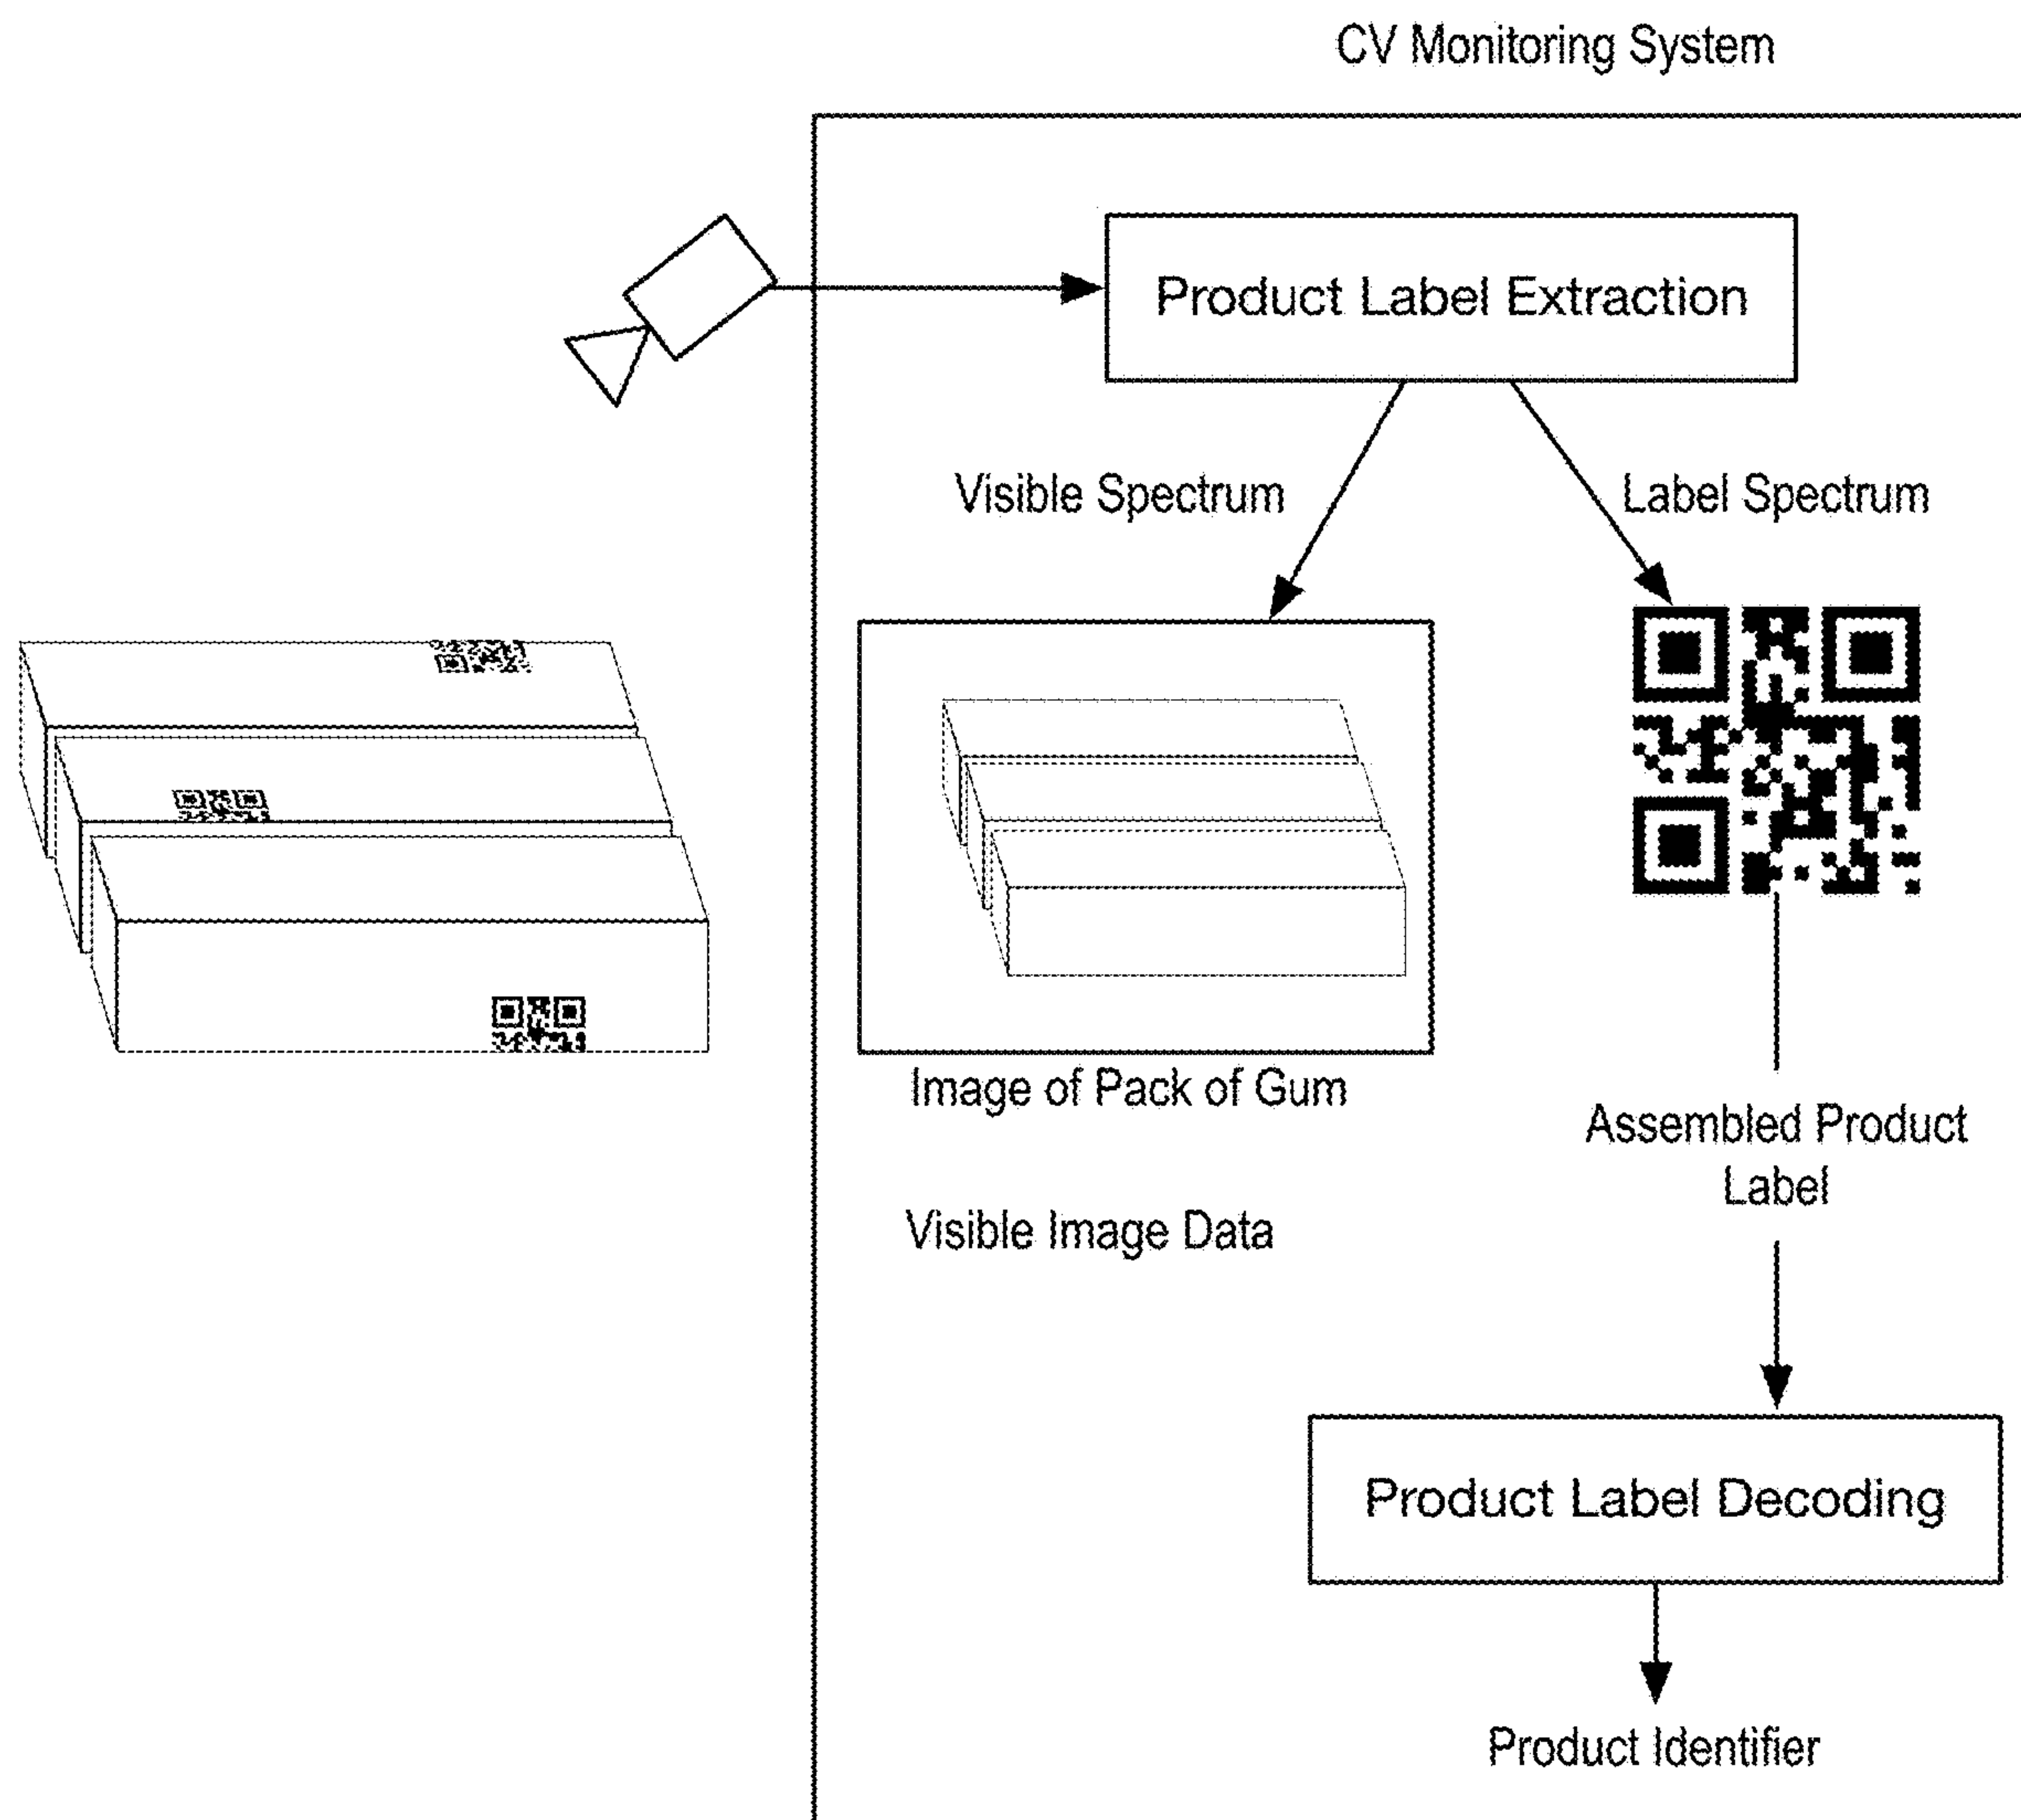 CV Monitoring System
Product Label Extraction
Visible Spectrum
Label Spectrum
Image of Pack of Gum
Assembled Product
Label
Visible Image Data
Product Label Decoding
Product Identifier